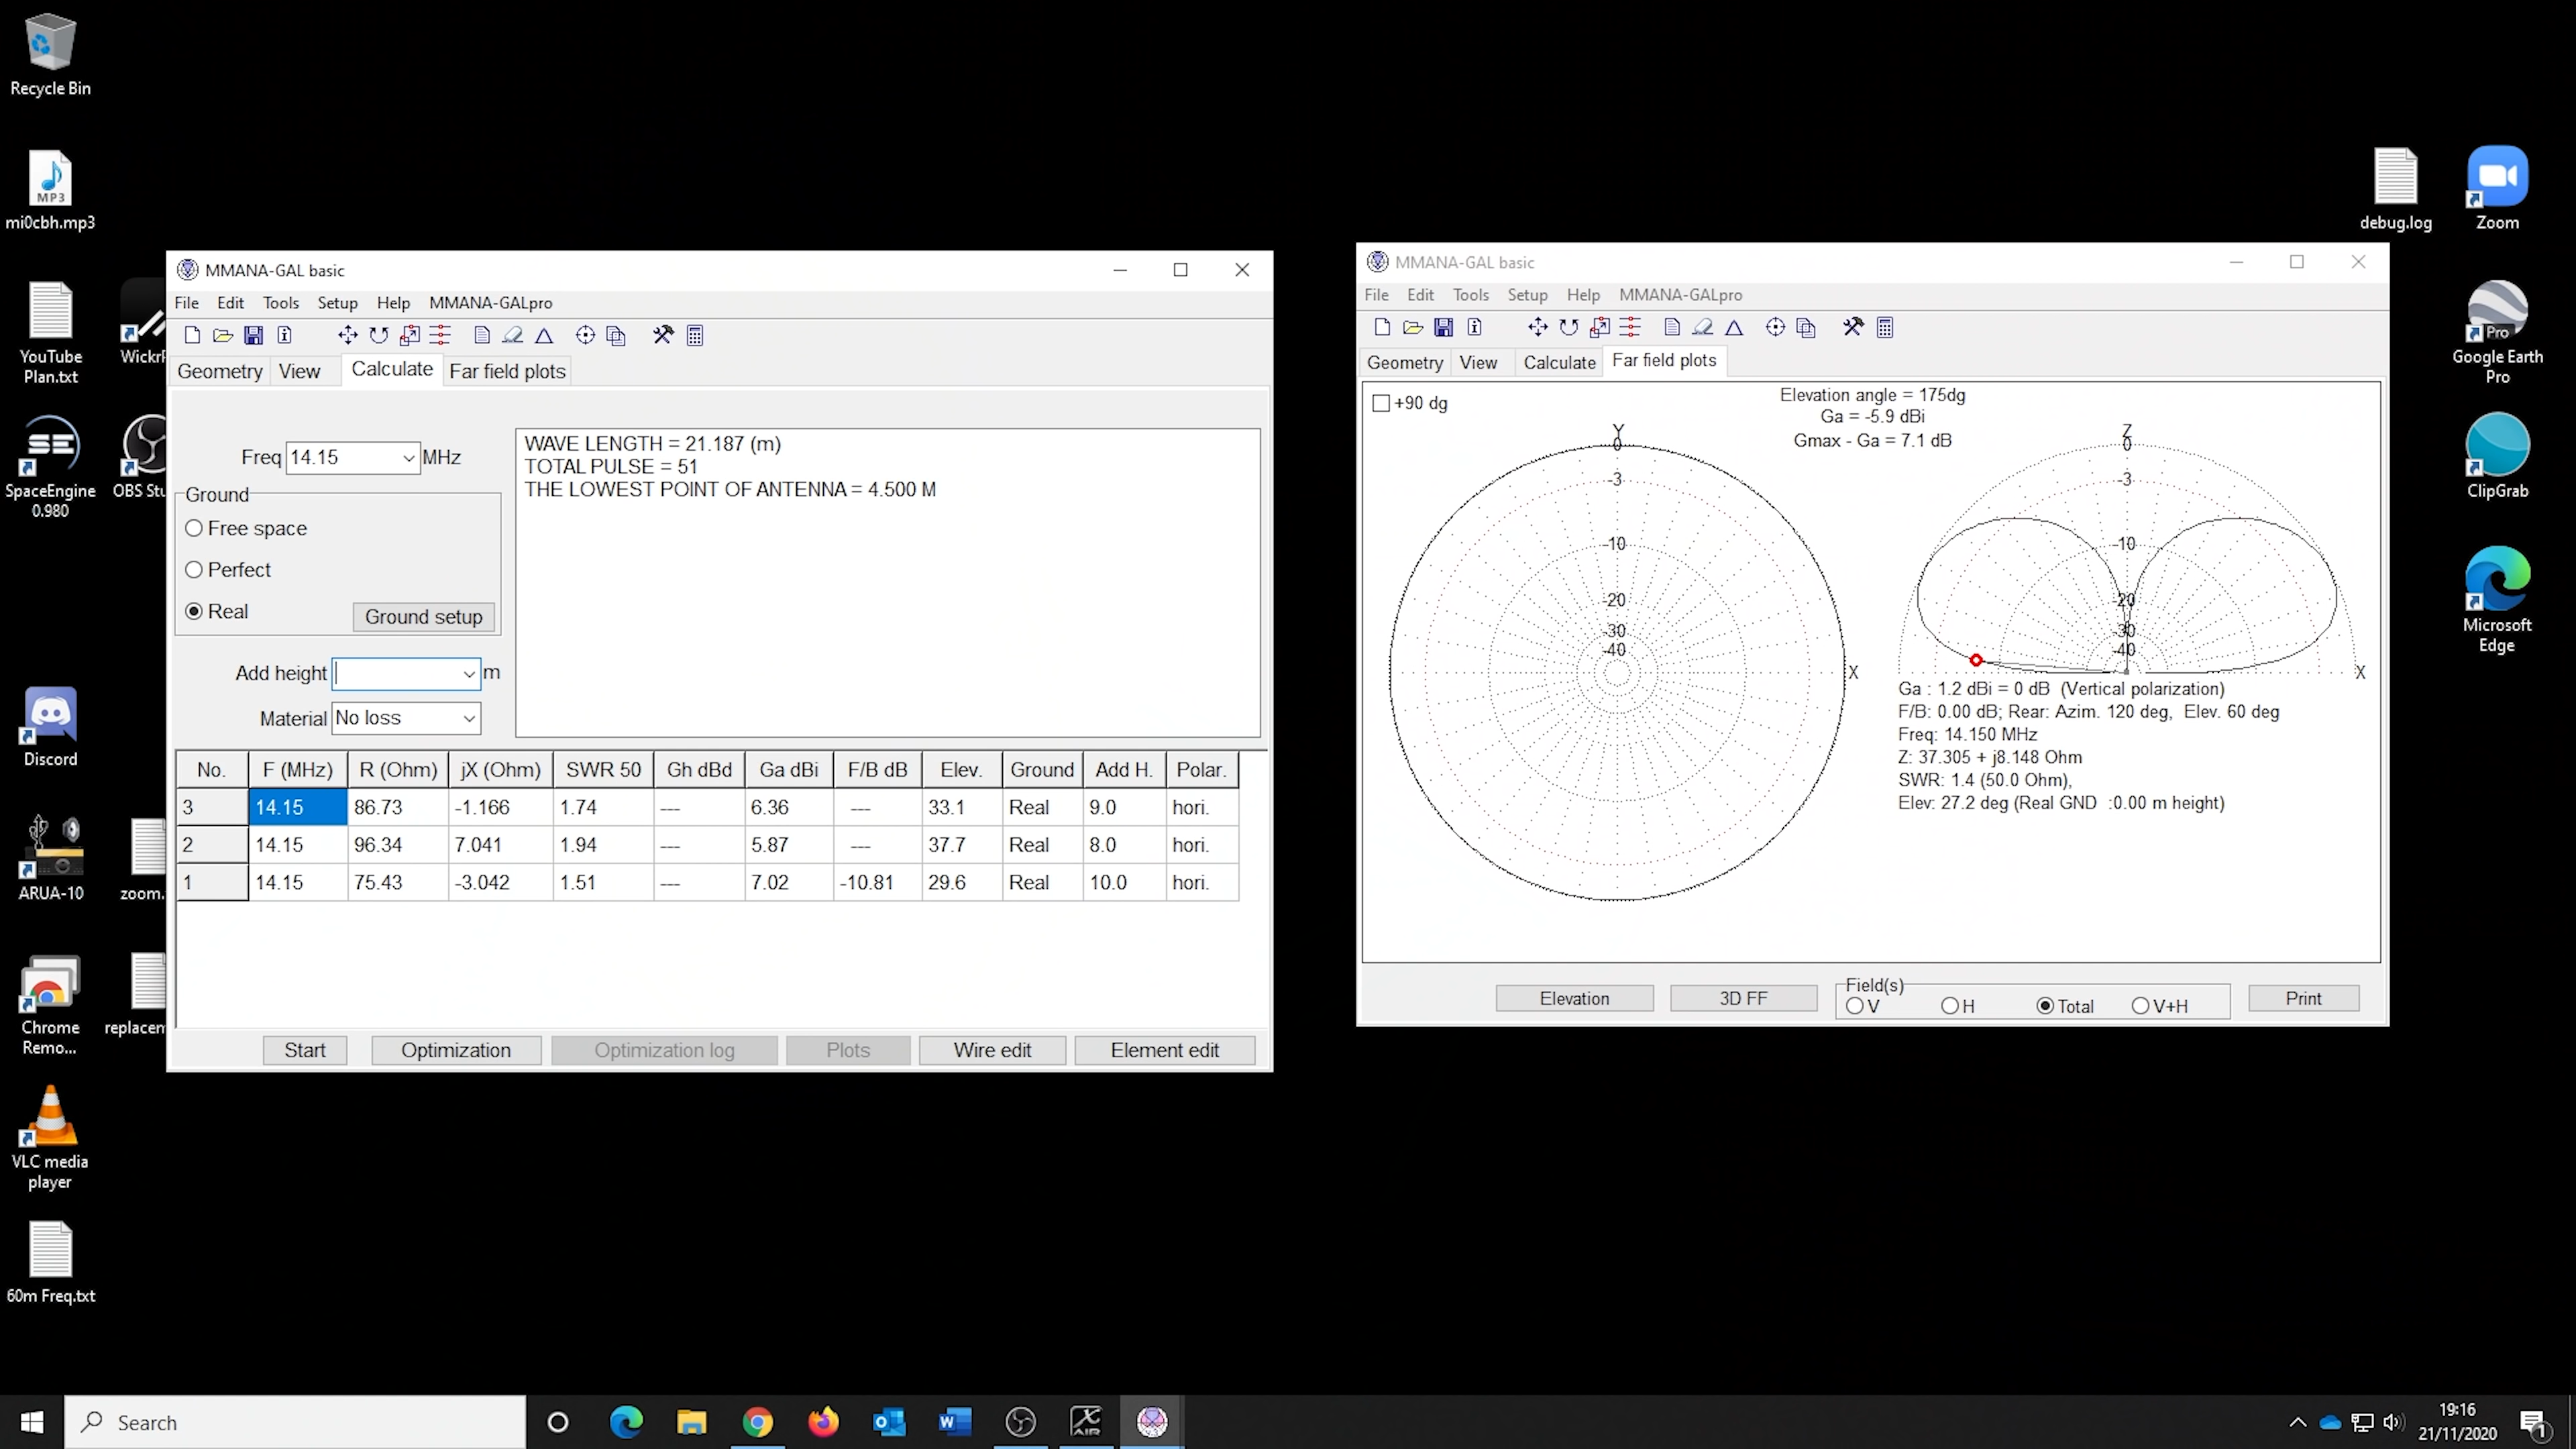 Recycle Bin
mi0cbh.mp3
MP3
YouTube
Plan.txt
WickrP
SE
SpaceEngine
0.980
OBS Stu
Discord
ARUA-10
zoom.
Chrome
Remo...
replacem
VLC media
player
60m Freq.txt
debug.log
Zoom
Pro
Google Earth
Pro
ClipGrab
Microsoft
Edge
MMANA-GAL basic
File Edit Tools Setup Help MMANA-GALpro
Geometry View Calculate Far field plots
Freq 14.15 MHz
Ground
Free space
Perfect
Real
Ground setup
Add height m
Material No loss
WAVE LENGTH = 21.187 (m)
TOTAL PULSE = 51
THE LOWEST POINT OF ANTENNA = 4.500 M
No. F (MHz) R (Ohm) jX (Ohm) SWR 50 Gh dBd Ga dBi F/B dB Elev. Ground Add H. Polar.
3 14.15 86.73 -1.166 1.74 --- 6.36 --- 33.1 Real 9.0 hori.
2 14.15 96.34 7.041 1.94 --- 5.87 --- 37.7 Real 8.0 hori.
1 14.15 75.43 -3.042 1.51 --- 7.02 -10.81 29.6 Real 10.0 hori.
Start Optimization Optimization log Plots Wire edit Element edit
MMANA-GAL basic
File Edit Tools Setup Help MMANA-GALpro
Geometry View Calculate Far field plots
+90 dg
Elevation angle = 175dg
Ga = -5.9 dBi
Gmax - Ga = 7.1 dB
Y
0
-3
-10
-20
-30
-40
X
Z
0
-3
-10
-20
-30
-40
X
Ga : 1.2 dBi = 0 dB (Vertical polarization)
F/B: 0.00 dB; Rear: Azim. 120 deg, Elev. 60 deg
Freq: 14.150 MHz
Z: 37.305 + j8.148 Ohm
SWR: 1.4 (50.0 Ohm),
Elev: 27.2 deg (Real GND :0.00 m height)
Elevation 3D FF
Field(s)
V H Total V+H
Print
Search
X
AIR
19:16
21/11/2020
1